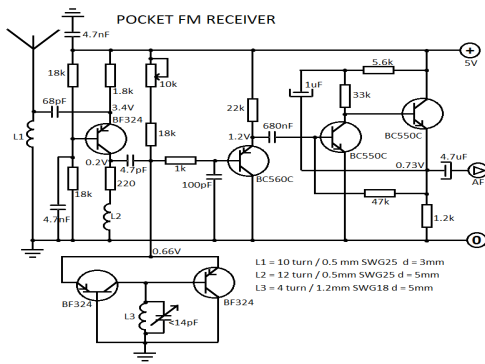 POCKET FM RECEIVER
4.7nF
+
5V
18k
1.8k
10k
5.6k
1uF
33k
68pF
3.4V
BF324
22k
1.2V
680nF
BC550C
BC550C
L1
18k
0.2V
4.7pF
1k
BC560C
0.73V
4.7uF
AF
18k
220
100pF
47k
4.7nF
L2
1.2k
O
0.66V
BF324
L3
<14pF
BF324
L1 = 10 turn / 0.5 mm SWG25 d = 3mm
L2 = 12 turn / 0.5mm SWG25 d = 5mm
L3 = 4 turn / 1.2mm SWG18 d = 5mm